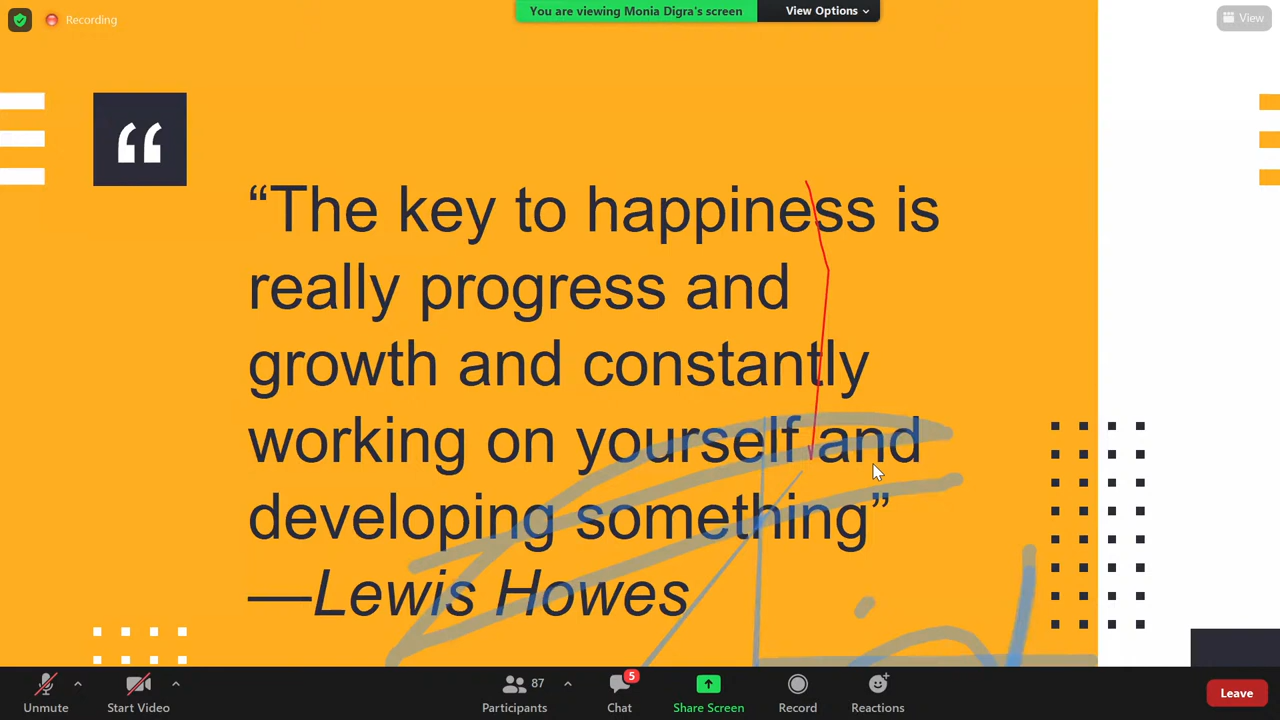 Recording
You are viewing Monia Digra's screen
View Options
View
“
“The key to happiness is
really progress and
growth and constantly
working on yourself and
developing something”
—Lewis Howes
Unmute
Start Video
87
Participants
5
Chat
Share Screen
Record
Reactions
Leave